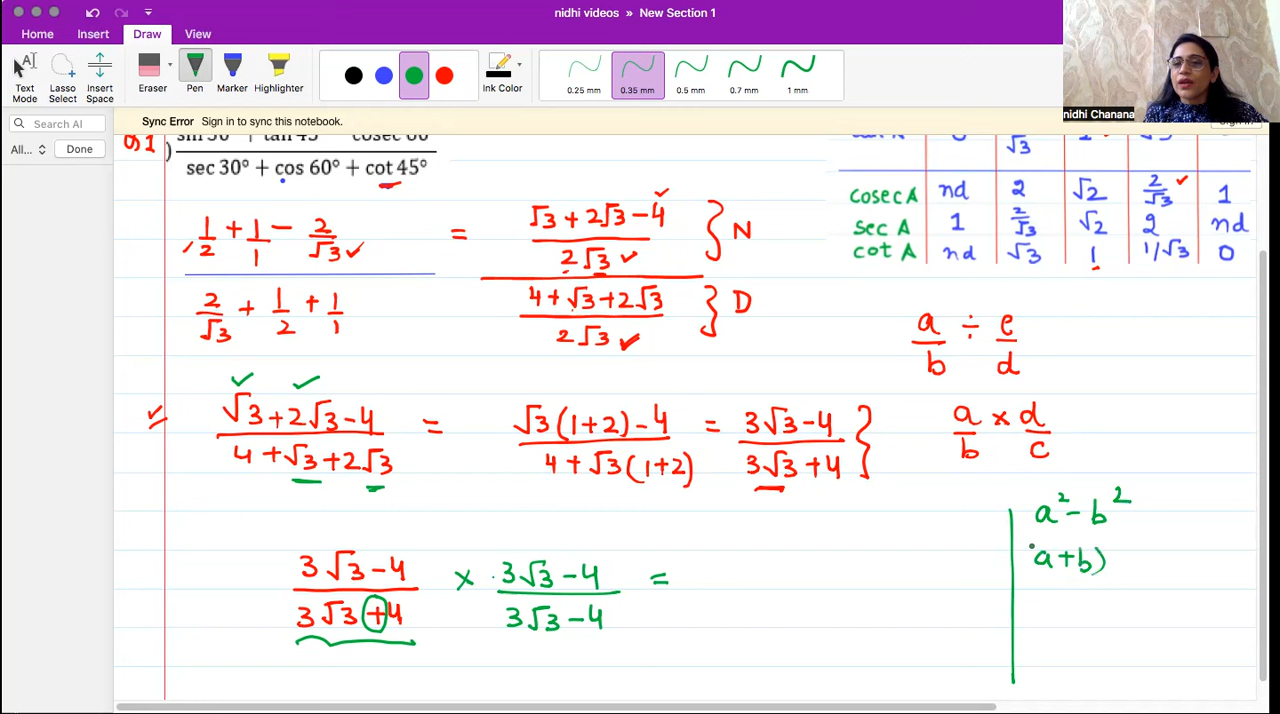 nidhi videos » New Section 1
Home Insert Draw View
Text Mode Lasso Select Insert Space Eraser Pen Marker Highlighter Ink Color 0.25 mm 0.35 mm 0.5 mm 0.7 mm 1 mm
nidhi Chanana
Sync Error Sign in to sync this notebook.
Search All
All... Done
Q1) sec 30° + cos 60° + cot 45°
√3 1
cosec A nd 2 √2 2/√3 1
sec A 1 2/√3 √2 2 nd
cot A nd √3 1 1/√3 0
1/2 + 1/1 − 2/√3 = √3 + 2√3 − 4 / 2√3 } N
2/√3 + 1/2 + 1/1 4 + √3 + 2√3 / 2√3 } D
a/b ÷ c/d
√3 + 2√3 − 4 / 4 + √3 + 2√3 = √3(1+2) − 4 / 4 + √3(1+2) = 3√3 − 4 / 3√3 + 4 }
a/b × d/c
a² − b²
a+b)
3√3 − 4 / 3√3 + 4 × 3√3 − 4 / 3√3 − 4 =